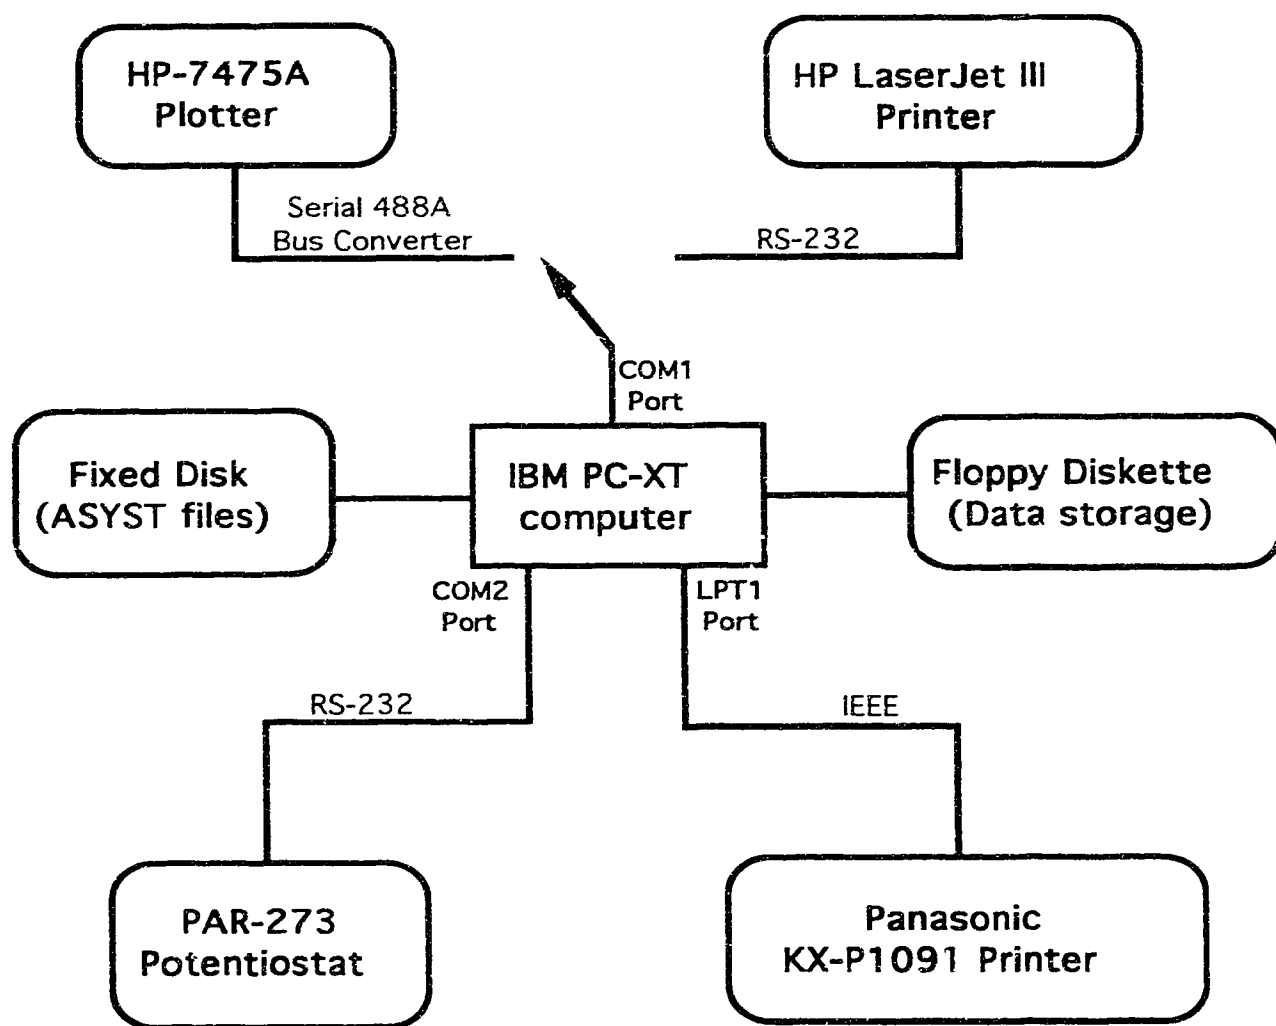 HP-7475A
Plotter
HP LaserJet III
Printer
Serial 488A
Bus Converter
RS-232
COM1
Port
Fixed Disk
(ASYST files)
IBM PC-XT
computer
Floppy Diskette
(Data storage)
COM2
Port
LPT1
Port
RS-232
IEEE
PAR-273
Potentiostat
Panasonic
KX-P1091 Printer